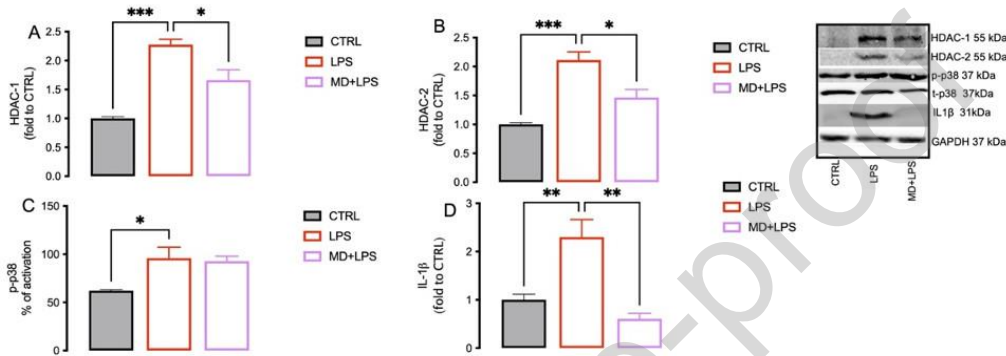 A
HDAC-1
(fold to CTRL)
2.5
2.0
1.5
1.0
0.5
0.0
***
*
CTRL
LPS
MD+LPS
B
HDAC-2
(fold to CTRL)
2.5
2.0
1.5
1.0
0.5
0.0
***
*
CTRL
LPS
MD+LPS
HDAC-1 55 kDa
HDAC-2 55 kDa
p-p38 37 kDa
t-p38 37kDa
IL1β 31kDa
GAPDH 37 kDa
CTRL
LPS
MD+LPS
C
p-p38
% of activation
150
100
50
0
*
CTRL
LPS
MD+LPS
D
IL-1β
(fold to CTRL)
3
2
1
0
**
**
CTRL
LPS
MD+LPS